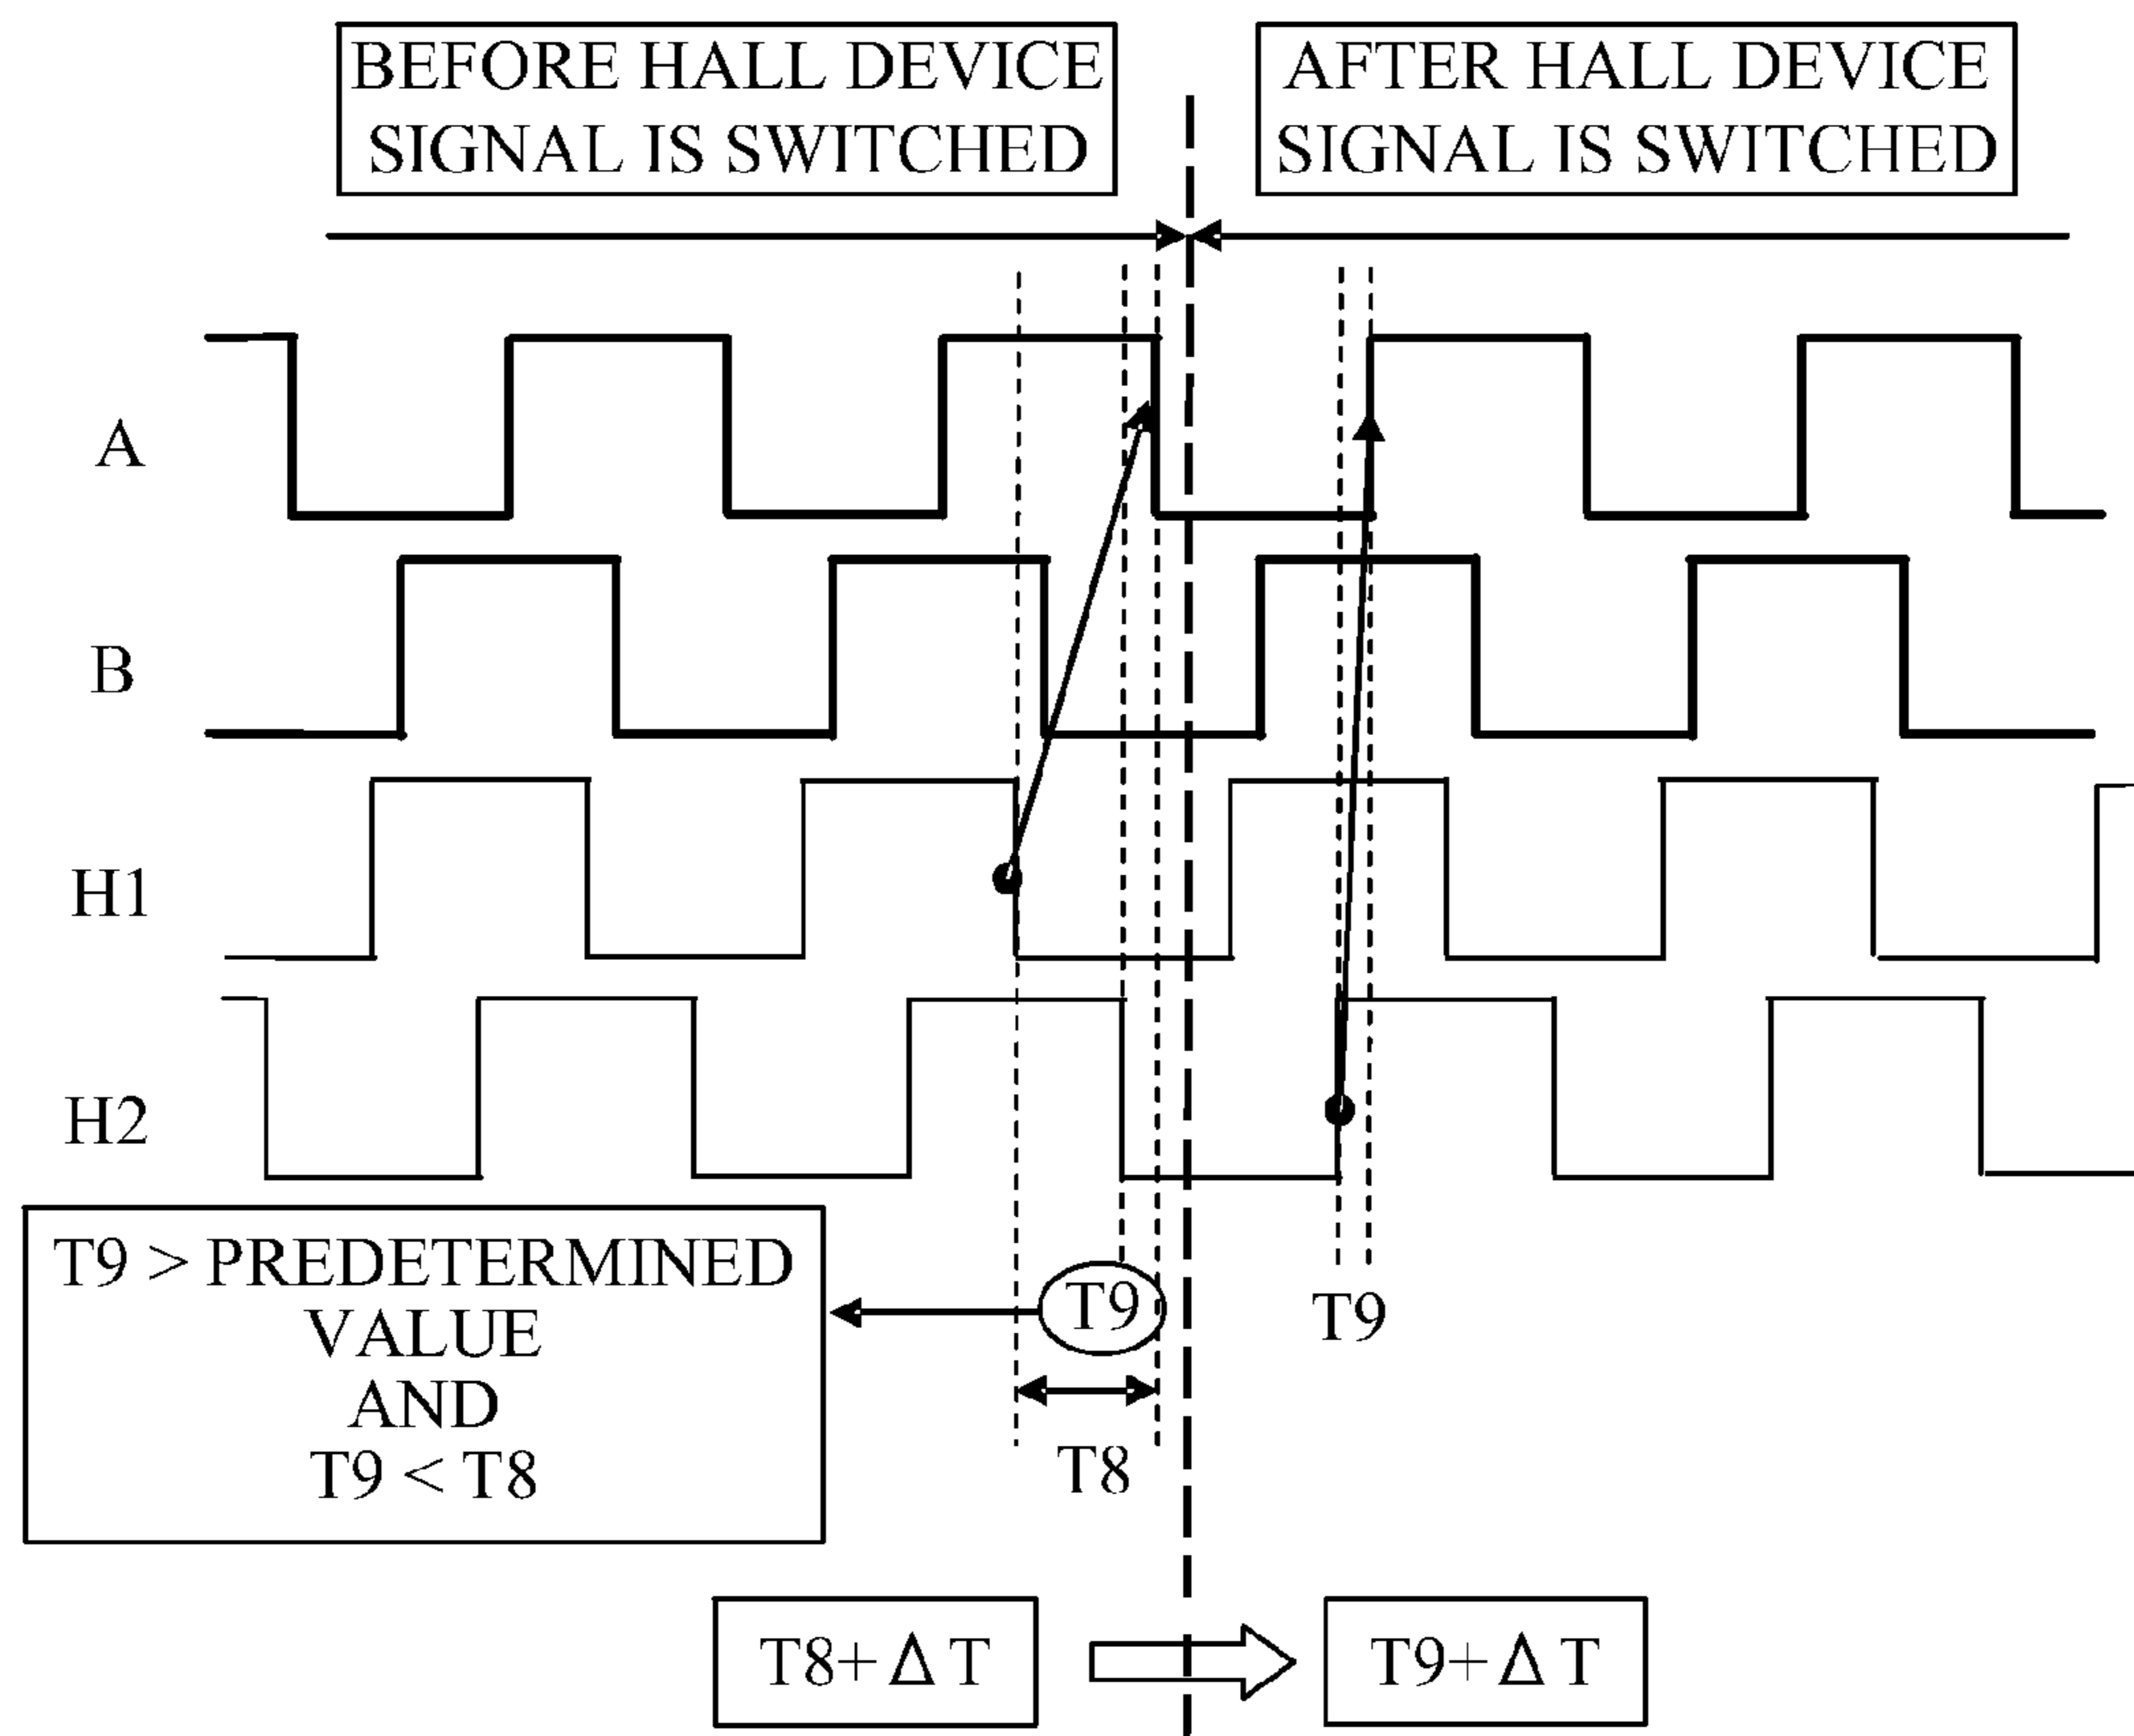 BEFORE HALL DEVICE
SIGNAL IS SWITCHED
AFTER HALL DEVICE
SIGNAL IS SWITCHED
A
B
H1
H2
T9 > PREDETERMINED
VALUE
AND
T9 < T8
T9
T9
T8
T8+ΔT
T9+ΔT